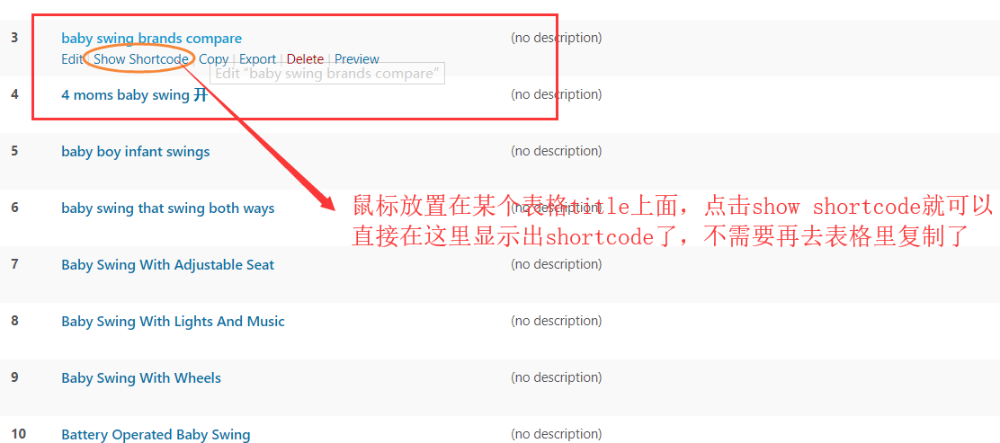 3 baby swing brands compare (no description)
Edit | Show Shortcode | Copy | Export | Delete | Preview
Edit “baby swing brands compare”
4 4 moms baby swing 开 (no description)
5 baby boy infant swings (no description)
鼠标放置在某个表格title上面，点击show shortcode就可以
6 baby swing that swing both ways (no description)
直接在这里显示出shortcode了，不需要再去表格里复制了
7 Baby Swing With Adjustable Seat (no description)
8 Baby Swing With Lights And Music (no description)
9 Baby Swing With Wheels (no description)
10 Battery Operated Baby Swing (no description)